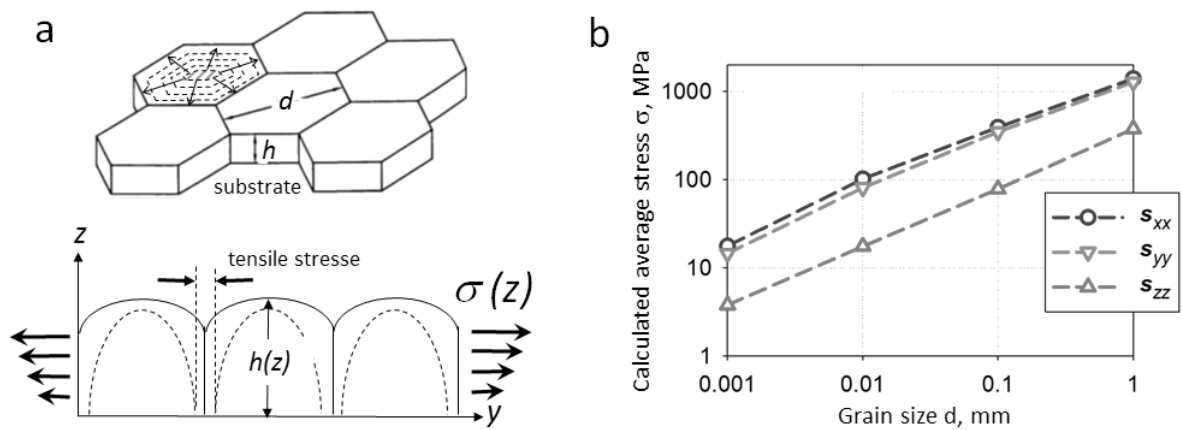 a
d
h
substrate
z
tensile stresse
σ (z)
h(z)
y
b
Calculated average stress σ, MPa
1000
100
10
1
0.001
0.01
0.1
1
Grain size d, mm
s_xx
s_yy
s_zz